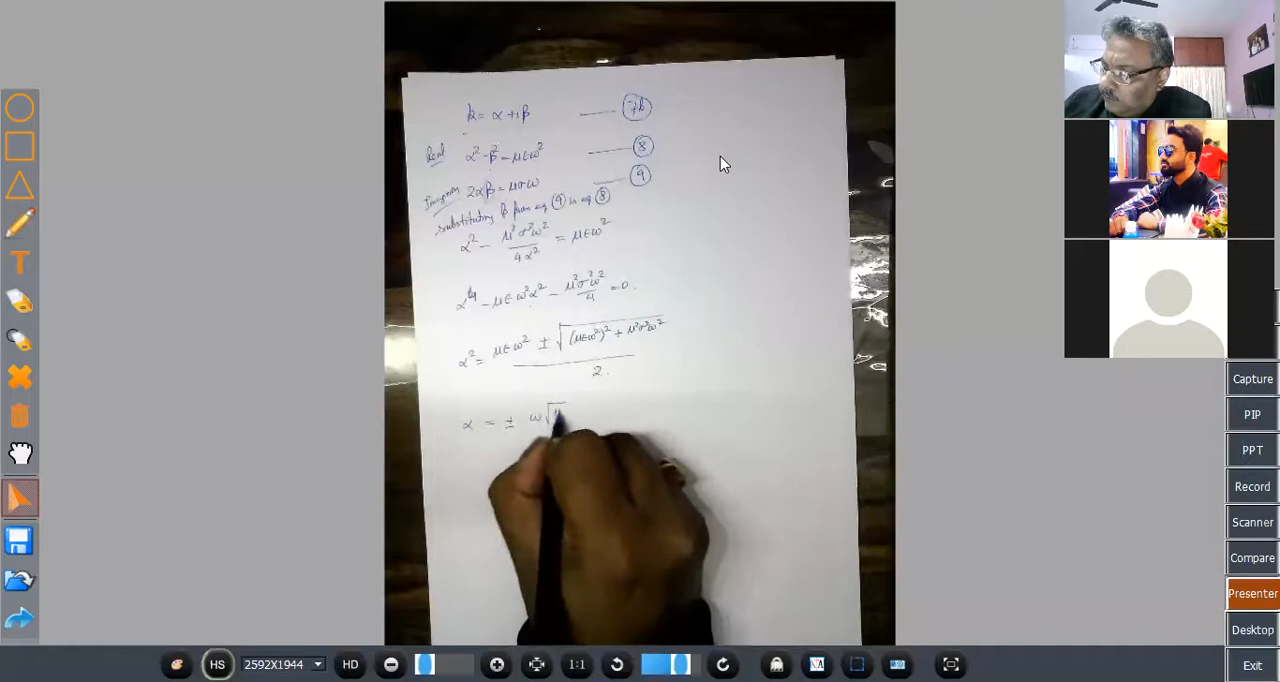 k = α + iβ —— (7b)
Real α² - β² = μεω² —— (8)
2αβ = μσω —— (9)
substituting β from eq (9) in eq (8)
α² - μ²σ²ω² / 4α² = μεω²
α⁴ - μεω²α² - μ²σ²ω² / 4 = 0.
α² = μεω² ± √(μεω²)² + μ²σ²ω² / 2.
α = ± ω√
T
Capture
PIP
PPT
Record
Scanner
Compare
Presenter
Desktop
Exit
HS
2592X1944
HD
1:1